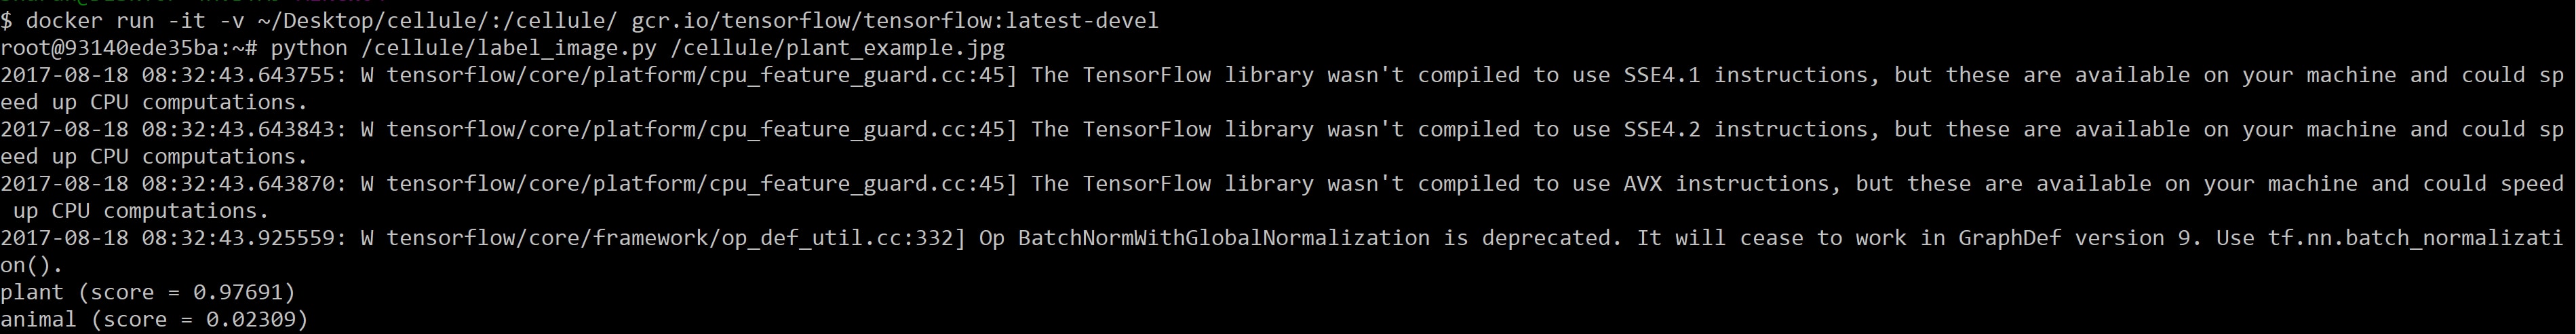 $ docker run -it -v ~/Desktop/cellule/:/cellule/ gcr.io/tensorflow/tensorflow:latest-devel
root@93140ede35ba:~# python /cellule/label_image.py /cellule/plant_example.jpg
2017-08-18 08:32:43.643755: W tensorflow/core/platform/cpu_feature_guard.cc:45] The TensorFlow library wasn't compiled to use SSE4.1 instructions, but these are available on your machine and could sp
eed up CPU computations.
2017-08-18 08:32:43.643843: W tensorflow/core/platform/cpu_feature_guard.cc:45] The TensorFlow library wasn't compiled to use SSE4.2 instructions, but these are available on your machine and could sp
eed up CPU computations.
2017-08-18 08:32:43.643870: W tensorflow/core/platform/cpu_feature_guard.cc:45] The TensorFlow library wasn't compiled to use AVX instructions, but these are available on your machine and could speed
 up CPU computations.
2017-08-18 08:32:43.925559: W tensorflow/core/framework/op_def_util.cc:332] Op BatchNormWithGlobalNormalization is deprecated. It will cease to work in GraphDef version 9. Use tf.nn.batch_normalizati
on().
plant (score = 0.97691)
animal (score = 0.02309)